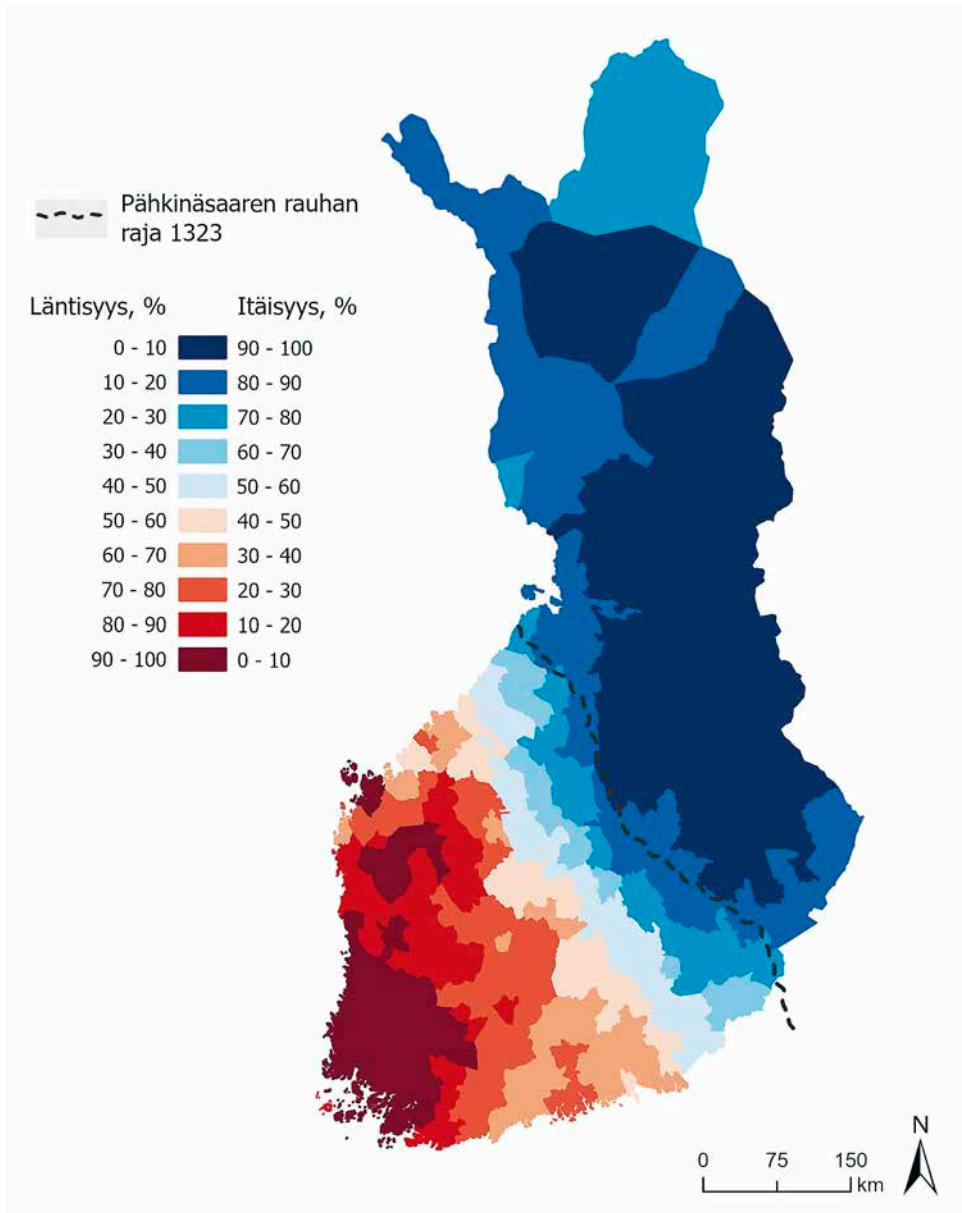 Pähkinäsaaren rauhan
raja 1323
Läntisyys, % Itäisyys, %
0 - 10 90 - 100
10 - 20 80 - 90
20 - 30 70 - 80
30 - 40 60 - 70
40 - 50 50 - 60
50 - 60 40 - 50
60 - 70 30 - 40
70 - 80 20 - 30
80 - 90 10 - 20
90 - 100 0 - 10
N
0 75 150
km